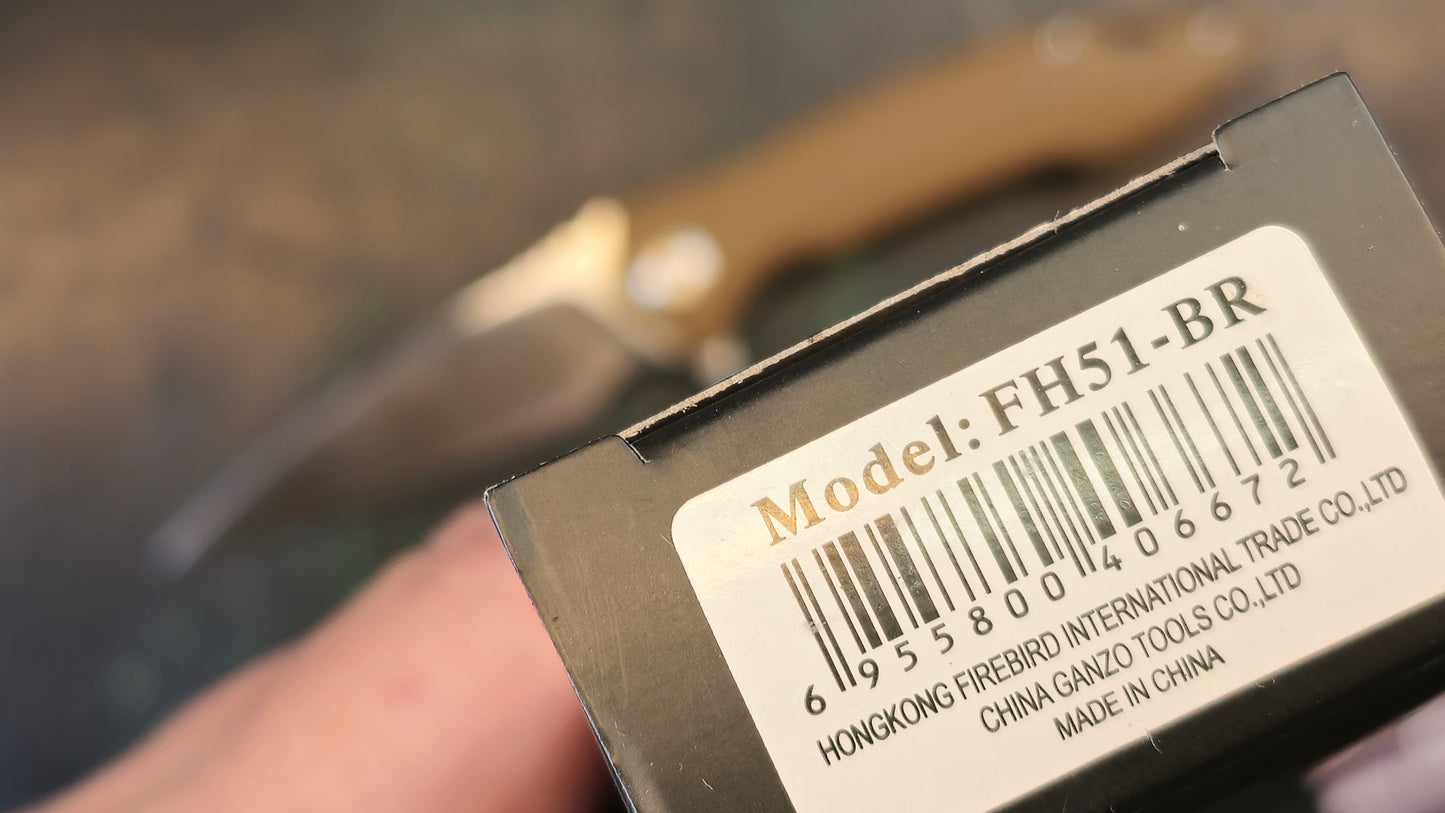 Model: FH51-BR
6 955800 406672
HONGKONG FIREBIRD INTERNATIONAL TRADE CO.,LTD
CHINA GANZO TOOLS CO.,LTD
MADE IN CHINA